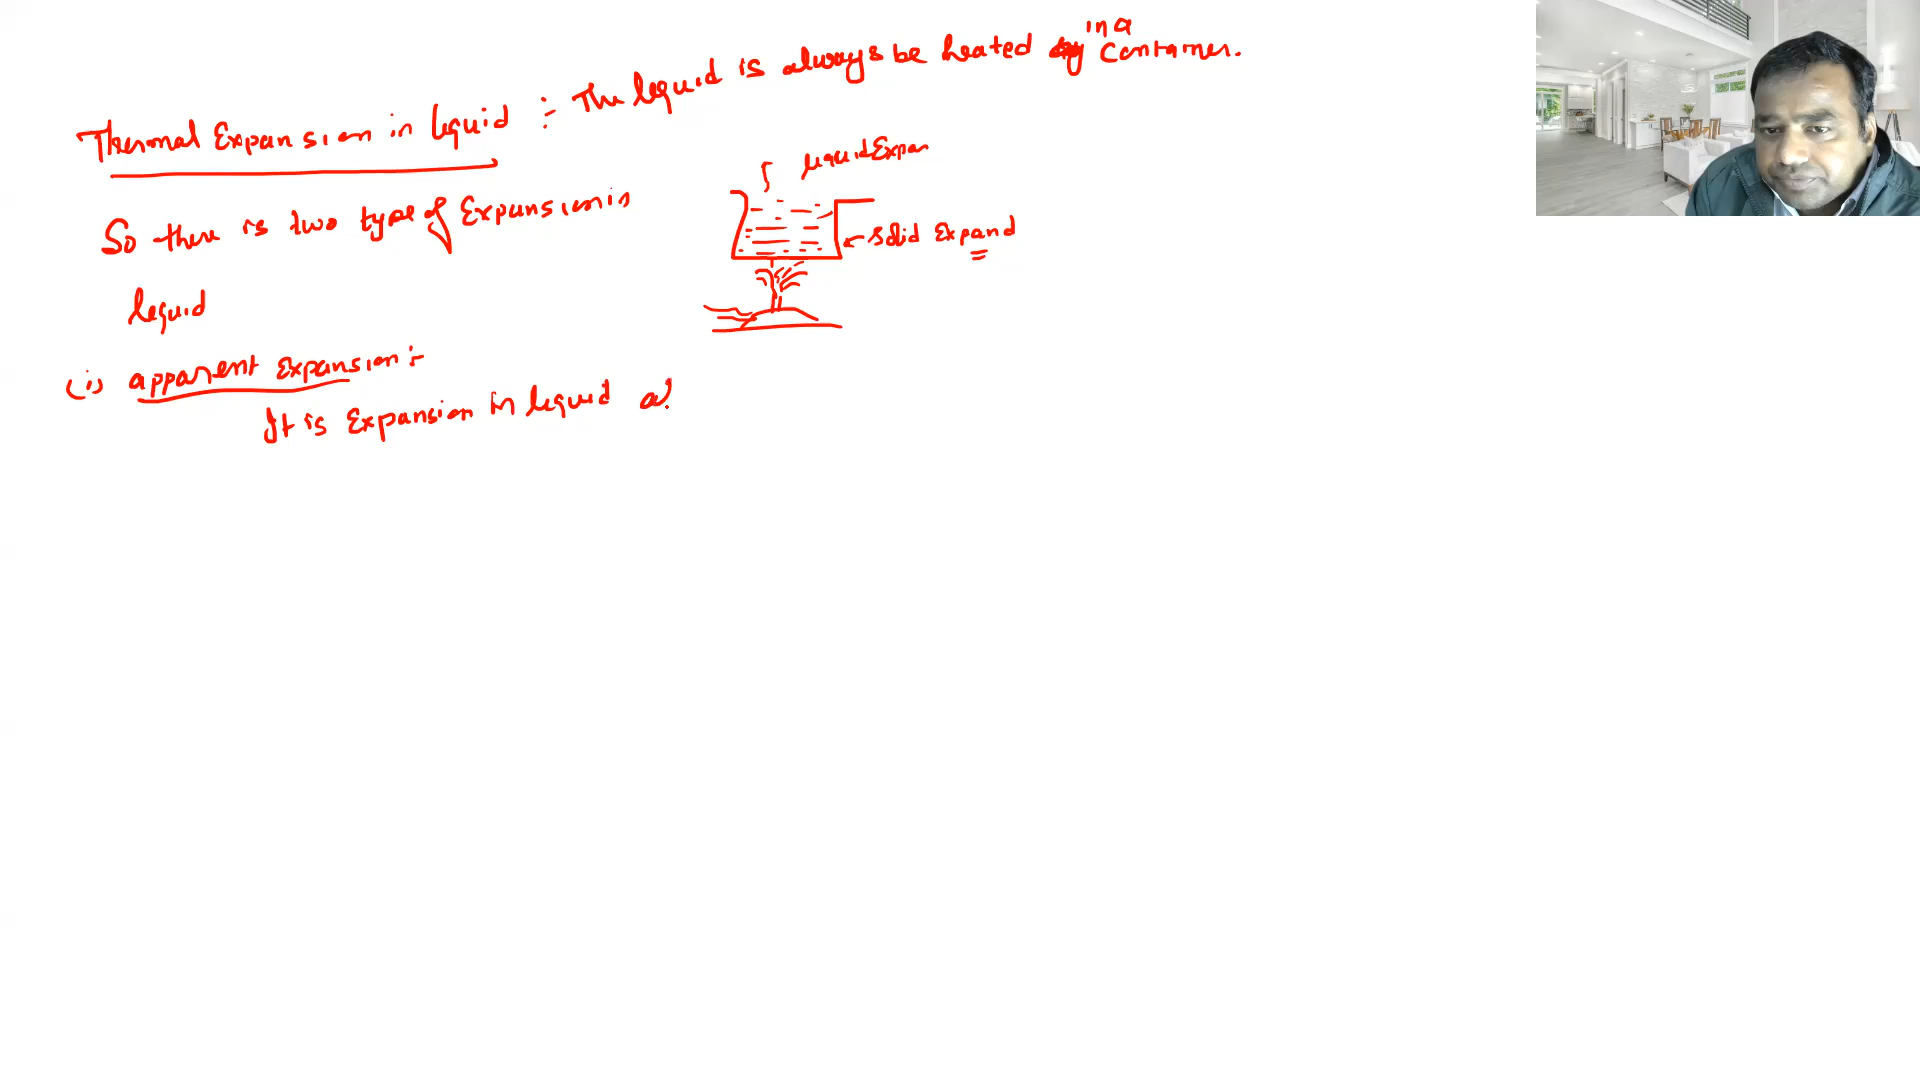 Thermal Expansion in liquid :- The liquid is always be heated in a Container.
liquid Expan
So there is two type of Expansion is
solid Expand
liquid
(i) apparent Expansion :-
It is Expansion in liquid